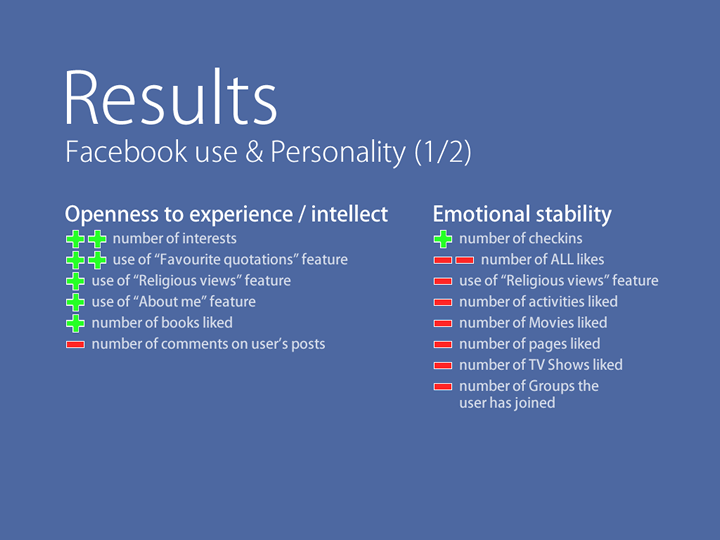 Results
Facebook use & Personality (1/2)
Openness to experience / intellect
number of interests
use of “Favourite quotations” feature
use of “Religious views” feature
use of “About me” feature
number of books liked
number of comments on user’s posts
Emotional stability
number of checkins
number of ALL likes
use of “Religious views” feature
number of activities liked
number of Movies liked
number of pages liked
number of TV Shows liked
number of Groups the
user has joined